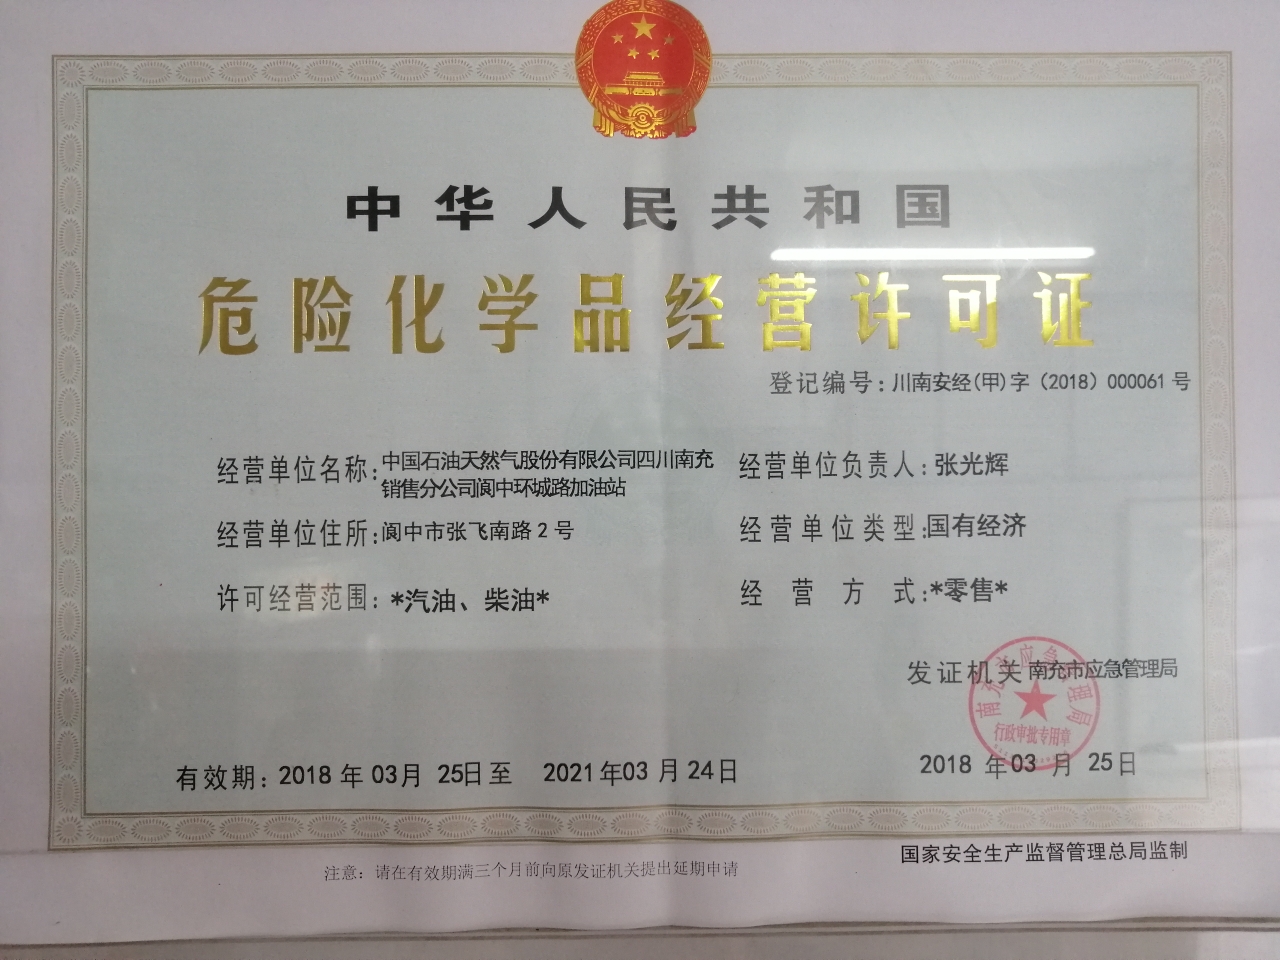 中华人民共和国
危险化学品经营许可证
登记编号：川南安经(甲)字（2018）000061号
经营单位名称：中国石油天然气股份有限公司四川南充
销售分公司阆中环城路加油站
经营单位负责人：张光辉
经营单位住所：阆中市张飞南路2号
经营单位类型：国有经济
许可经营范围：*汽油、柴油*
经营方式：*零售*
发证机关 南充市应急管理局
南充市应急管理局
行政审批专用章
有效期：2018年03月25日至 2021年03月24日
2018年03月25日
国家安全生产监督管理总局监制
注意：请在有效期满三个月前向原发证机关提出延期申请